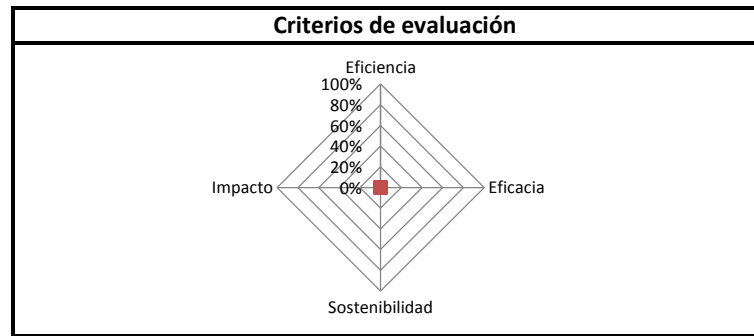 Criterios de evaluación
Eficiencia
100%
80%
60%
40%
20%
0%
Impacto
Eficacia
Sostenibilidad